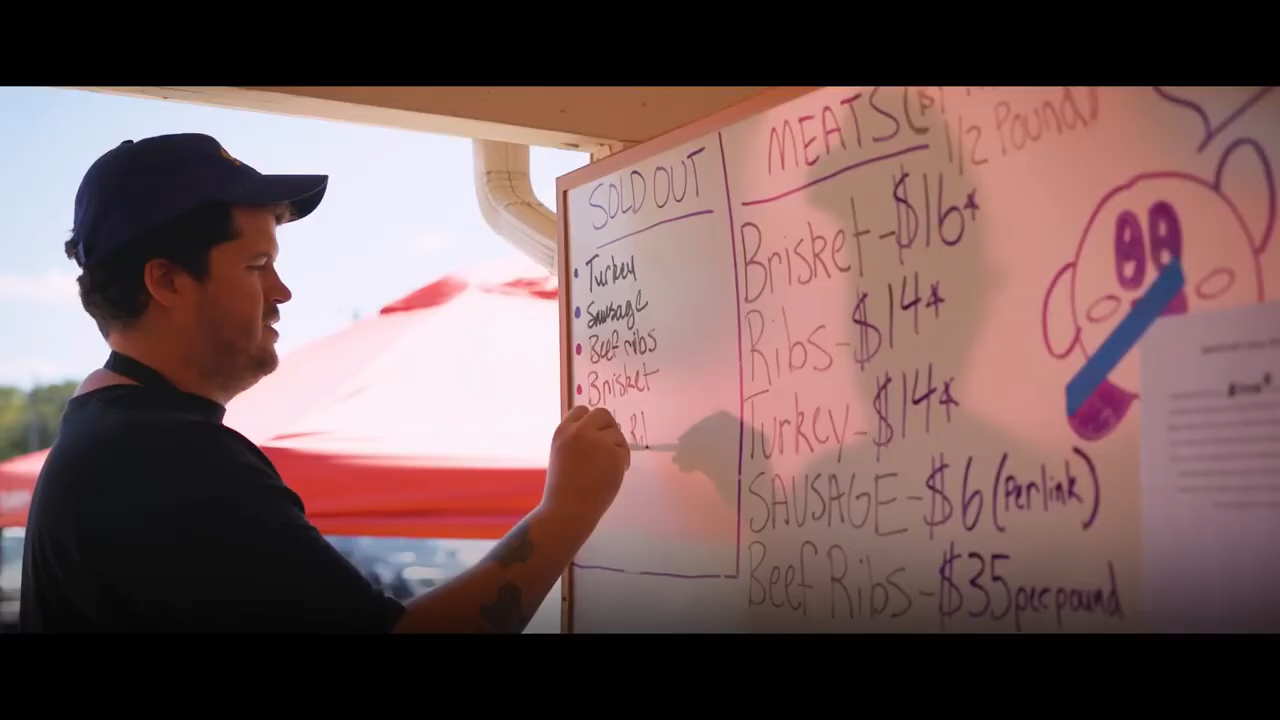 SOLD OUT
• Turkey
• Sausage
• Beef ribs
• Brisket
MEATS
1/2 Pound)
Brisket-$16*
Ribs-$14*
Turkey-$14*
SAUSAGE-$6 (Per link)
Beef Ribs-$35 per pound